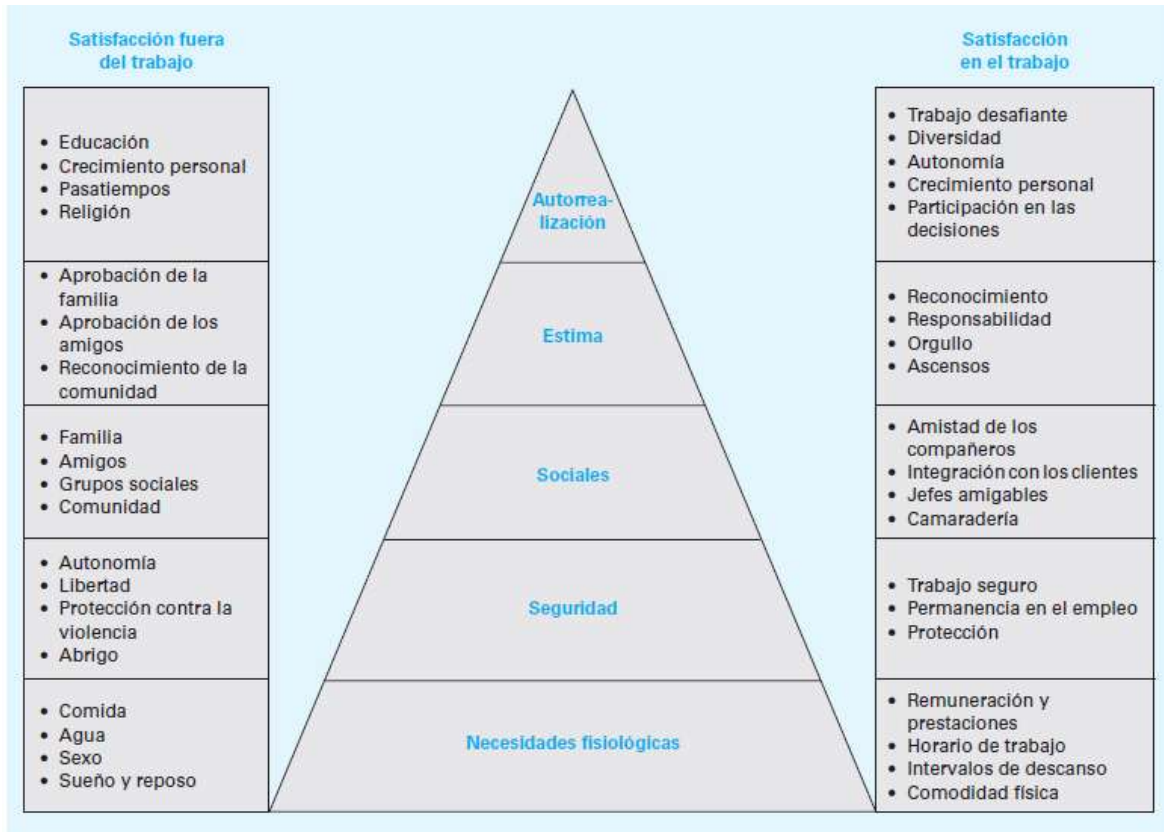 Satisfacción fuera
del trabajo
• Educación
• Crecimiento personal
• Pasatiempos
• Religión
• Aprobación de la
familia
• Aprobación de los
amigos
• Reconocimiento de la
comunidad
• Familia
• Amigos
• Grupos sociales
• Comunidad
• Autonomía
• Libertad
• Protección contra la
violencia
• Abrigo
• Comida
• Agua
• Sexo
• Sueño y reposo
Autorrea-
lización
Estima
Sociales
Seguridad
Necesidades fisiológicas
Satisfacción
en el trabajo
• Trabajo desafiante
• Diversidad
• Autonomía
• Crecimiento personal
• Participación en las
decisiones
• Reconocimiento
• Responsabilidad
• Orgullo
• Ascensos
• Amistad de los
compañeros
• Integración con los clientes
• Jefes amigables
• Camaradería
• Trabajo seguro
• Permanencia en el empleo
• Protección
• Remuneración y
prestaciones
• Horario de trabajo
• Intervalos de descanso
• Comodidad física